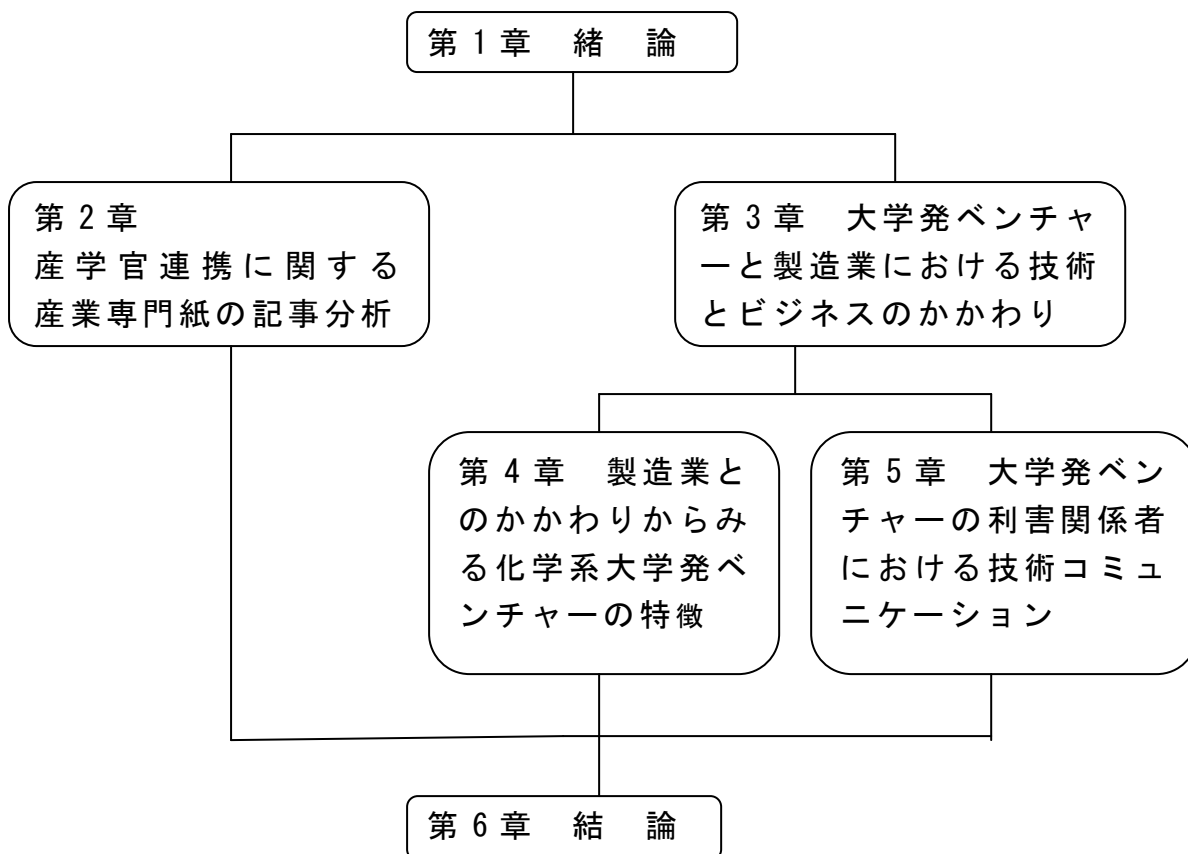 第1章 緒 論
第2章
産学官連携に関する
産業専門紙の記事分析
第3章 大学発ベンチャ
ーと製造業における技術
とビジネスのかかわり
第4章 製造業と
のかかわりからみ
る化学系大学発ベ
ンチャーの特徴
第5章 大学発ベン
チャーの利害関係者
における技術コミュ
ニケーション
第6章 結 論